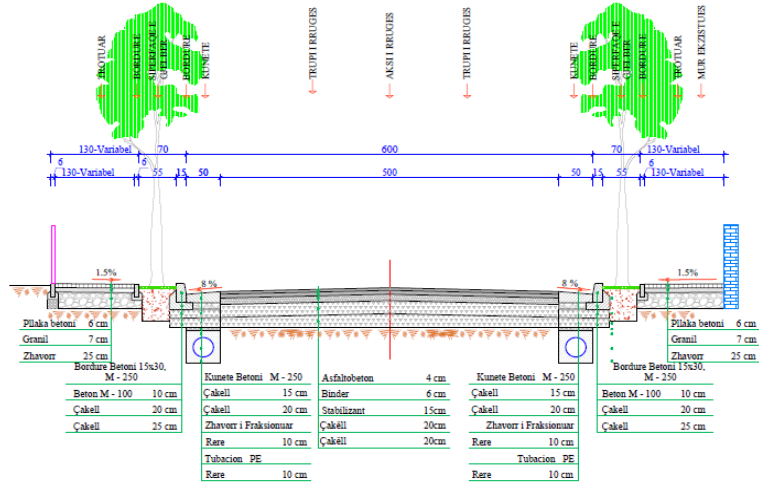 TROTUAR
BORDURE
SIPERFAQE E GJELBER
BORDURE
KUNETE
TRUPI I RRUGES
AKSI I RRUGES
TRUPI I RRUGES
KUNETE
BORDURE
SIPERFAQE E GJELBER
BORDURE
TROTUAR
MUR EKZISTUES
130-Variabel 70 600 70 130-Variabel
6 6 6
130-Variabel 55 15 50 500 50 15 55 130-Variabel
1.5% 8 % 8 % 1.5%
Pllaka betoni 6 cm
Granil 7 cm
Zhavorr 25 cm
Bordure Betoni 15x30,
M - 250
Beton M - 100 10 cm
Çakell 20 cm
Çakell 25 cm
Kunete Betoni M - 250
Çakell 15 cm
Çakell 20 cm
Zhavorr i Fraksionuar
Rere 10 cm
Tubacion PE
Rere 10 cm
Asfaltobeton 4 cm
Binder 6 cm
Stabilizant 15cm
Çakëll 20cm
Çakëll 20cm
Kunete Betoni M - 250
Çakell 15 cm
Çakell 20 cm
Zhavorr i Fraksionuar
Rere 10 cm
Tubacion PE
Rere 10 cm
Pllaka betoni 6 cm
Granil 7 cm
Zhavorr 25 cm
Bordure Betoni 15x30,
M - 250
Beton M - 100 10 cm
Çakell 20 cm
Çakell 25 cm